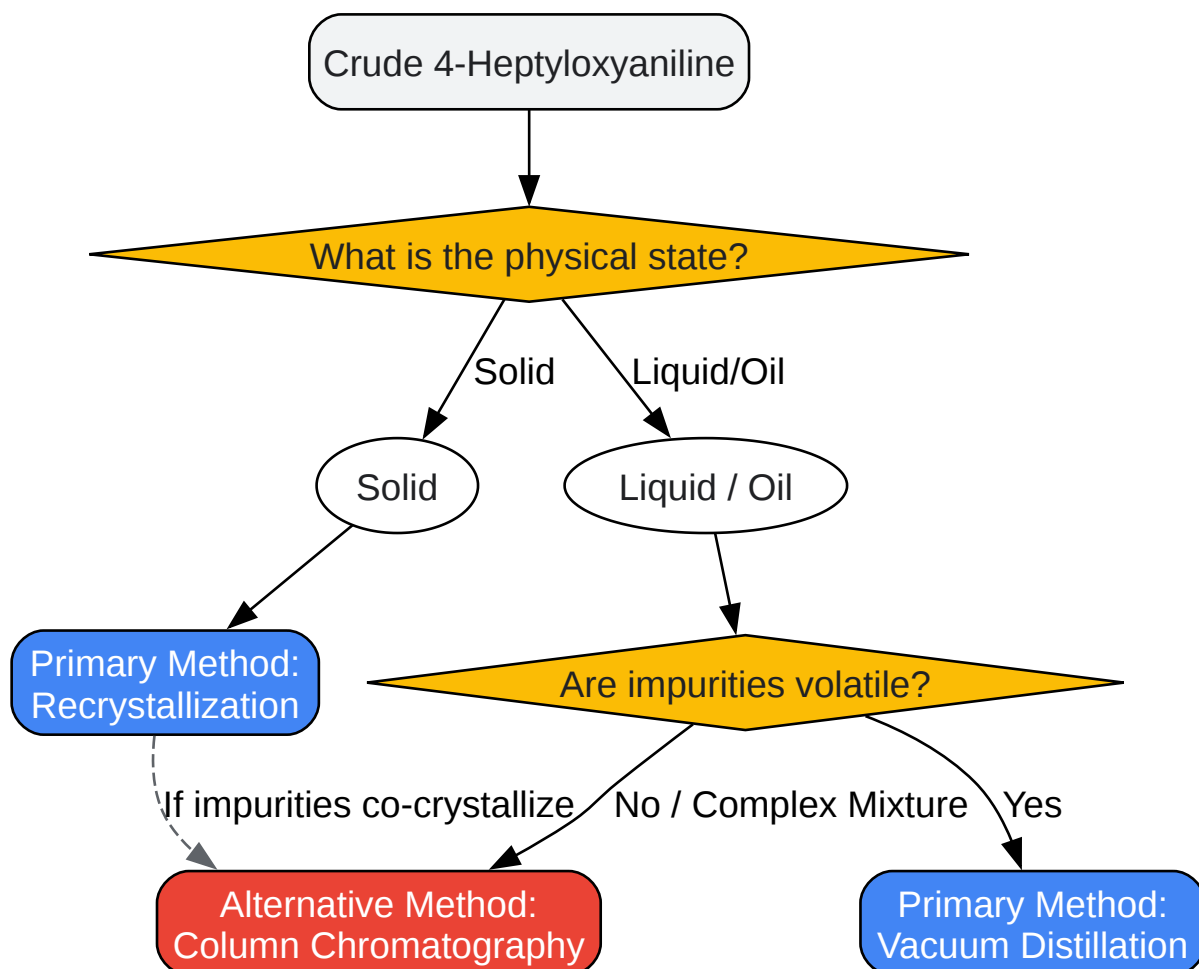 Crude 4-Heptyloxyaniline
What is the physical state?
Solid
Liquid/Oil
Solid
Liquid / Oil
Primary Method:
Recrystallization
Are impurities volatile?
If impurities co-crystallize
No / Complex Mixture
Yes
Alternative Method:
Column Chromatography
Primary Method:
Vacuum Distillation